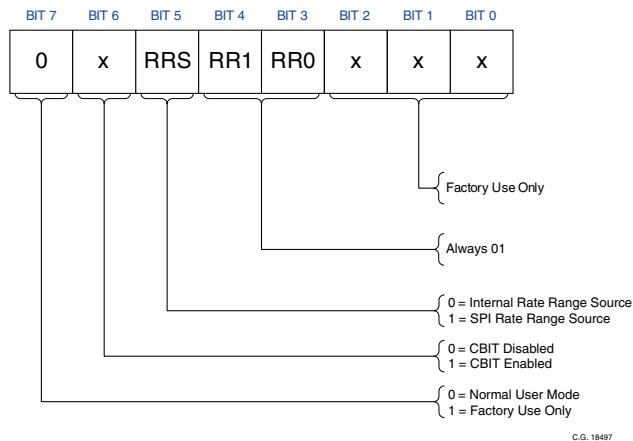 BIT 7 BIT 6 BIT 5 BIT 4 BIT 3 BIT 2 BIT 1 BIT 0
0 x RRS RR1 RR0 x x x
Factory Use Only
Always 01
0 = Internal Rate Range Source
1 = SPI Rate Range Source
0 = CBIT Disabled
1 = CBIT Enabled
0 = Normal User Mode
1 = Factory Use Only
C.G. 18497